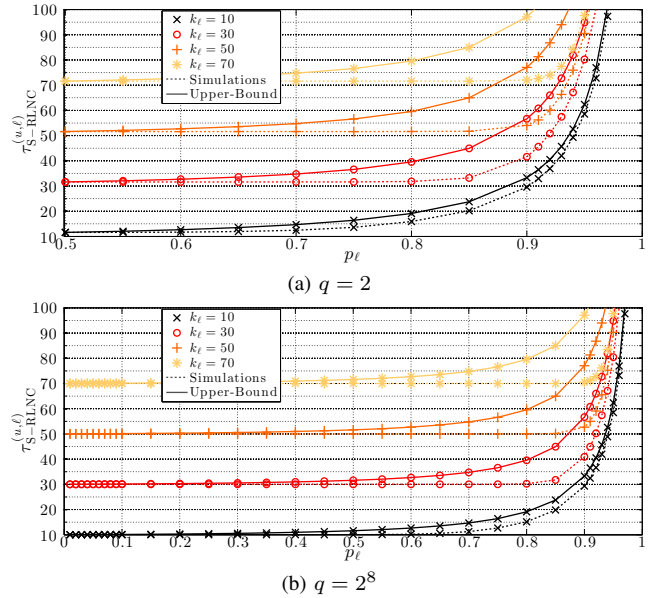 100
90
80
70
60
50
40
30
20
10
τ_{S−RLNC}^{(u,ℓ)}
k_ℓ = 10
k_ℓ = 30
k_ℓ = 50
k_ℓ = 70
Simulations
Upper-Bound
0.5 0.6 0.7 0.8 0.9 1
p_ℓ
(a) q = 2
100
90
80
70
60
50
40
30
20
10
τ_{S−RLNC}^{(u,ℓ)}
k_ℓ = 10
k_ℓ = 30
k_ℓ = 50
k_ℓ = 70
Simulations
Upper-Bound
0 0.1 0.2 0.3 0.4 0.5 0.6 0.7 0.8 0.9 1
p_ℓ
(b) q = 2^8